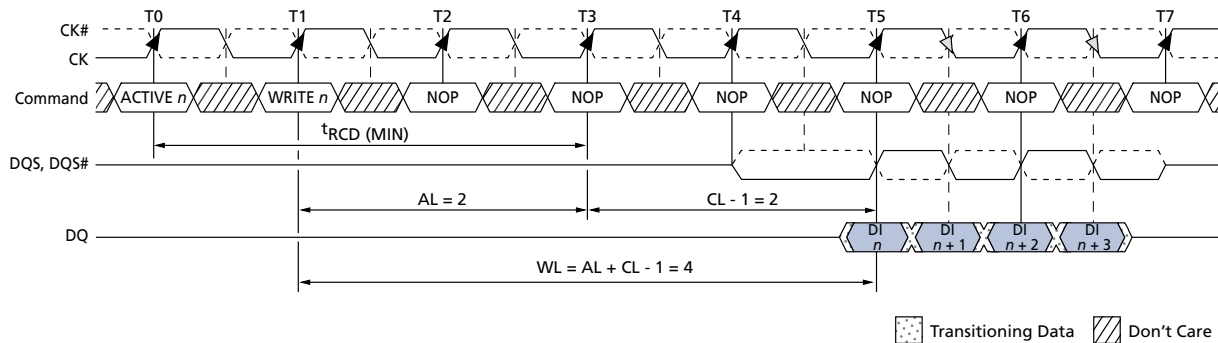 T0 T1 T2 T3 T4 T5 T6 T7
CK#
CK
Command ACTIVE n WRITE n NOP NOP NOP NOP NOP NOP
tRCD (MIN)
DQS, DQS#
AL = 2 CL - 1 = 2
DQ DI n DI n + 1 DI n + 2 DI n + 3
WL = AL + CL - 1 = 4
Transitioning Data Don't Care